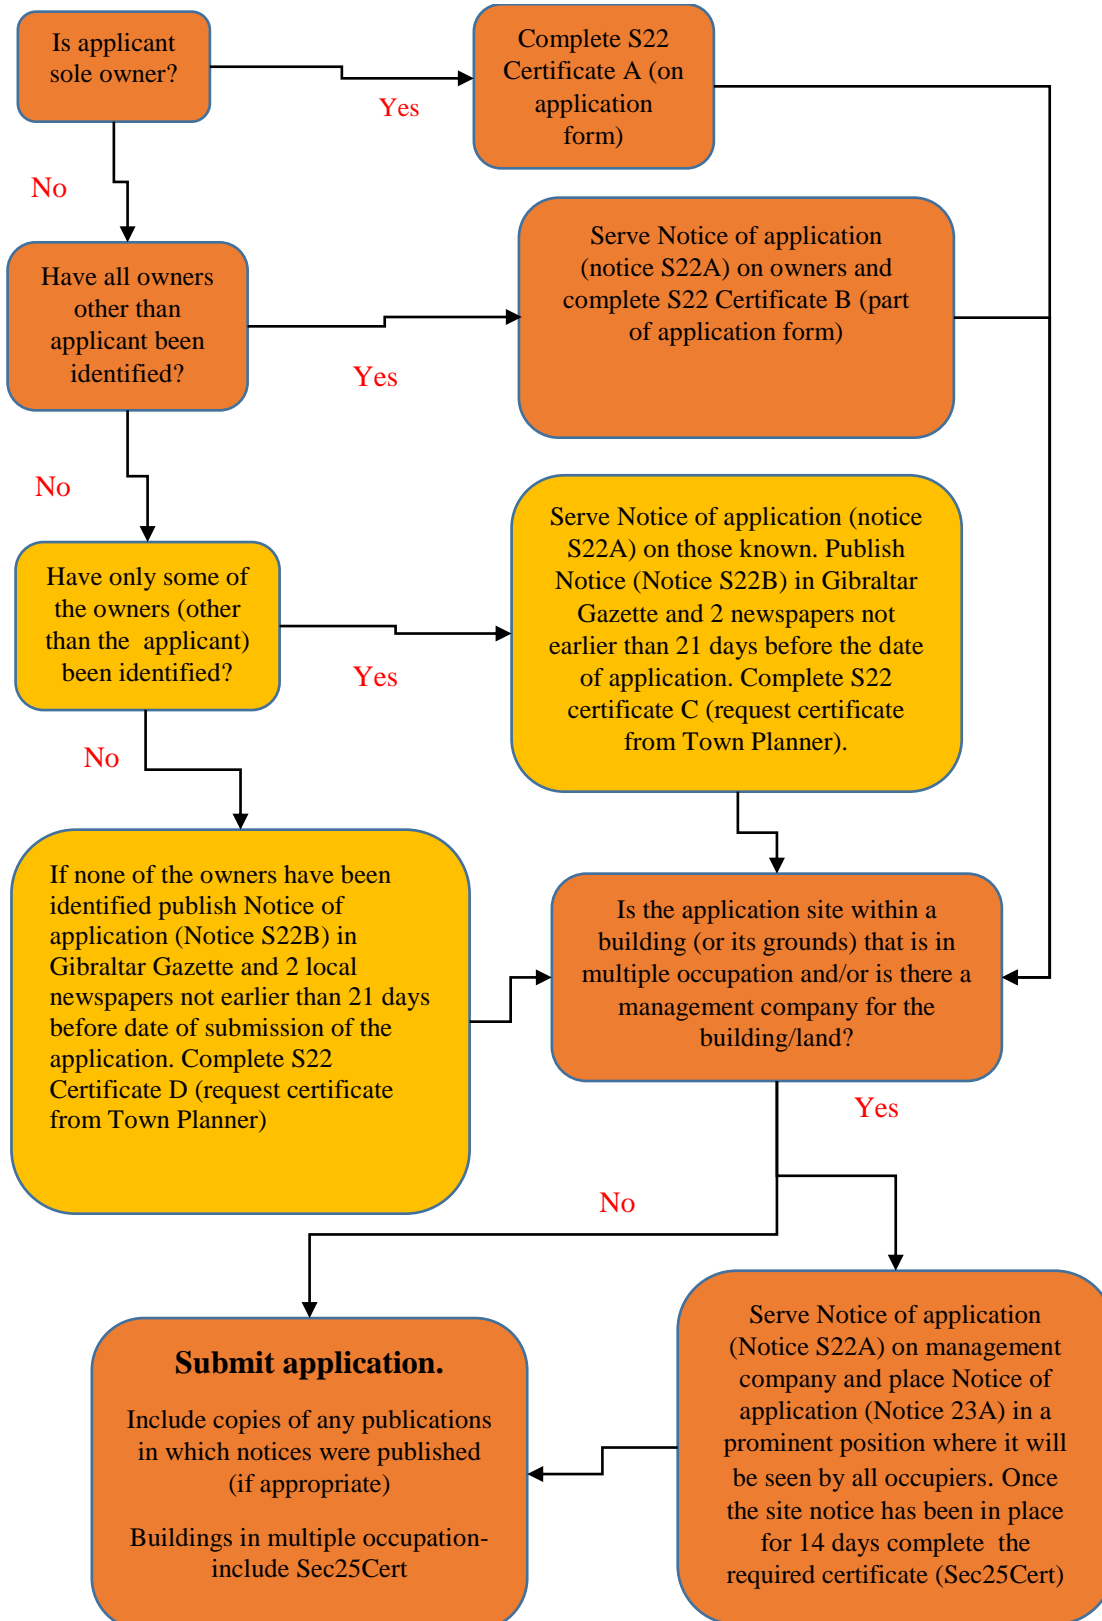 Is applicant
sole owner?
Yes
Complete S22
Certificate A (on
application
form)
No
Have all owners
other than
applicant been
identified?
Yes
Serve Notice of application
(notice S22A) on owners and
complete S22 Certificate B (part
of application form)
No
Have only some of
the owners (other
than the applicant)
been identified?
Yes
Serve Notice of application (notice
S22A) on those known. Publish
Notice (Notice S22B) in Gibraltar
Gazette and 2 newspapers not
earlier than 21 days before the date
of application. Complete S22
certificate C (request certificate
from Town Planner).
No
If none of the owners have been
identified publish Notice of
application (Notice S22B) in
Gibraltar Gazette and 2 local
newspapers not earlier than 21 days
before date of submission of the
application. Complete S22
Certificate D (request certificate
from Town Planner)
Is the application site within a
building (or its grounds) that is in
multiple occupation and/or is there a
management company for the
building/land?
Yes
No
Submit application.
Include copies of any publications
in which notices were published
(if appropriate)
Buildings in multiple occupation-
include Sec25Cert
Serve Notice of application
(Notice S22A) on management
company and place Notice of
application (Notice 23A) in a
prominent position where it will
be seen by all occupiers. Once
the site notice has been in place
for 14 days complete the
required certificate (Sec25Cert)